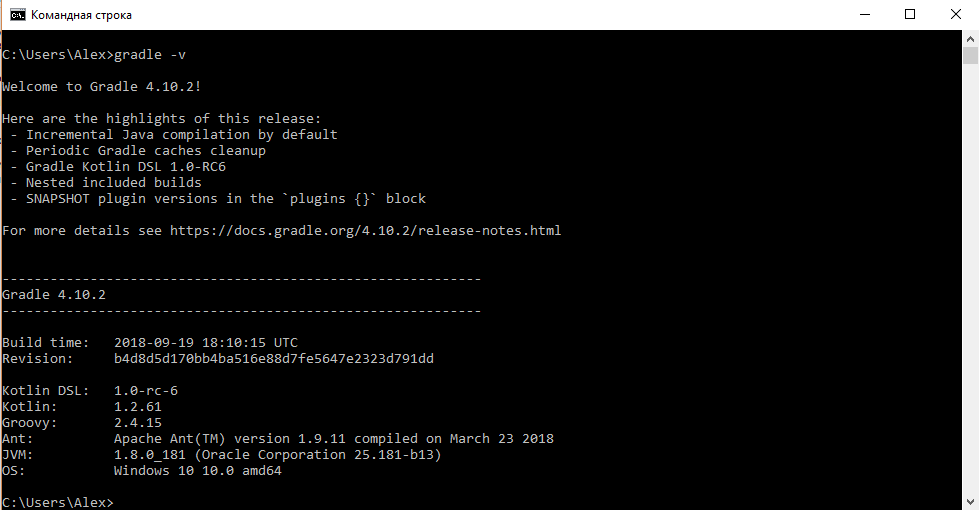 Командная строка
C:\Users\Alex>gradle -v
Welcome to Gradle 4.10.2!
Here are the highlights of this release:
- Incremental Java compilation by default
- Periodic Gradle caches cleanup
- Gradle Kotlin DSL 1.0-RC6
- Nested included builds
- SNAPSHOT plugin versions in the `plugins {}` block
For more details see https://docs.gradle.org/4.10.2/release-notes.html
------------------------------------------------------------
Gradle 4.10.2
------------------------------------------------------------
Build time:   2018-09-19 18:10:15 UTC
Revision:     b4d8d5d170bb4ba516e88d7fe5647e2323d791dd
Kotlin DSL:   1.0-rc-6
Kotlin:       1.2.61
Groovy:       2.4.15
Ant:          Apache Ant(TM) version 1.9.11 compiled on March 23 2018
JVM:          1.8.0_181 (Oracle Corporation 25.181-b13)
OS:           Windows 10 10.0 amd64
C:\Users\Alex>